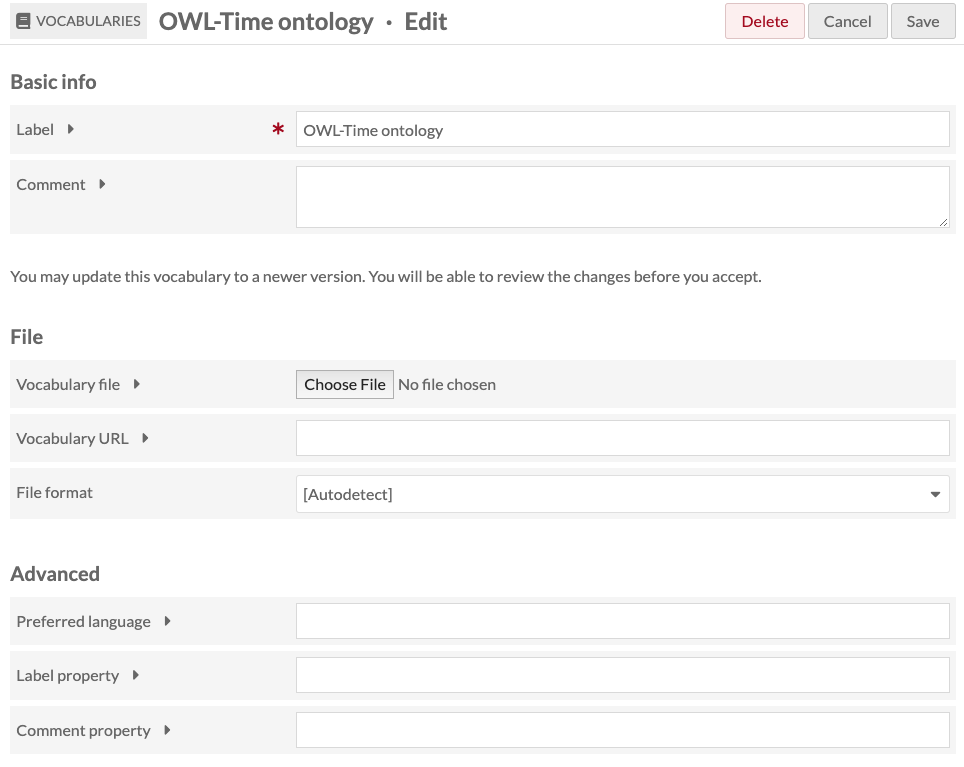 VOCABULARIES OWL-Time ontology · Edit Delete Cancel Save
Basic info
Label * OWL-Time ontology
Comment
You may update this vocabulary to a newer version. You will be able to review the changes before you accept.
File
Vocabulary file Choose File No file chosen
Vocabulary URL
File format [Autodetect]
Advanced
Preferred language
Label property
Comment property